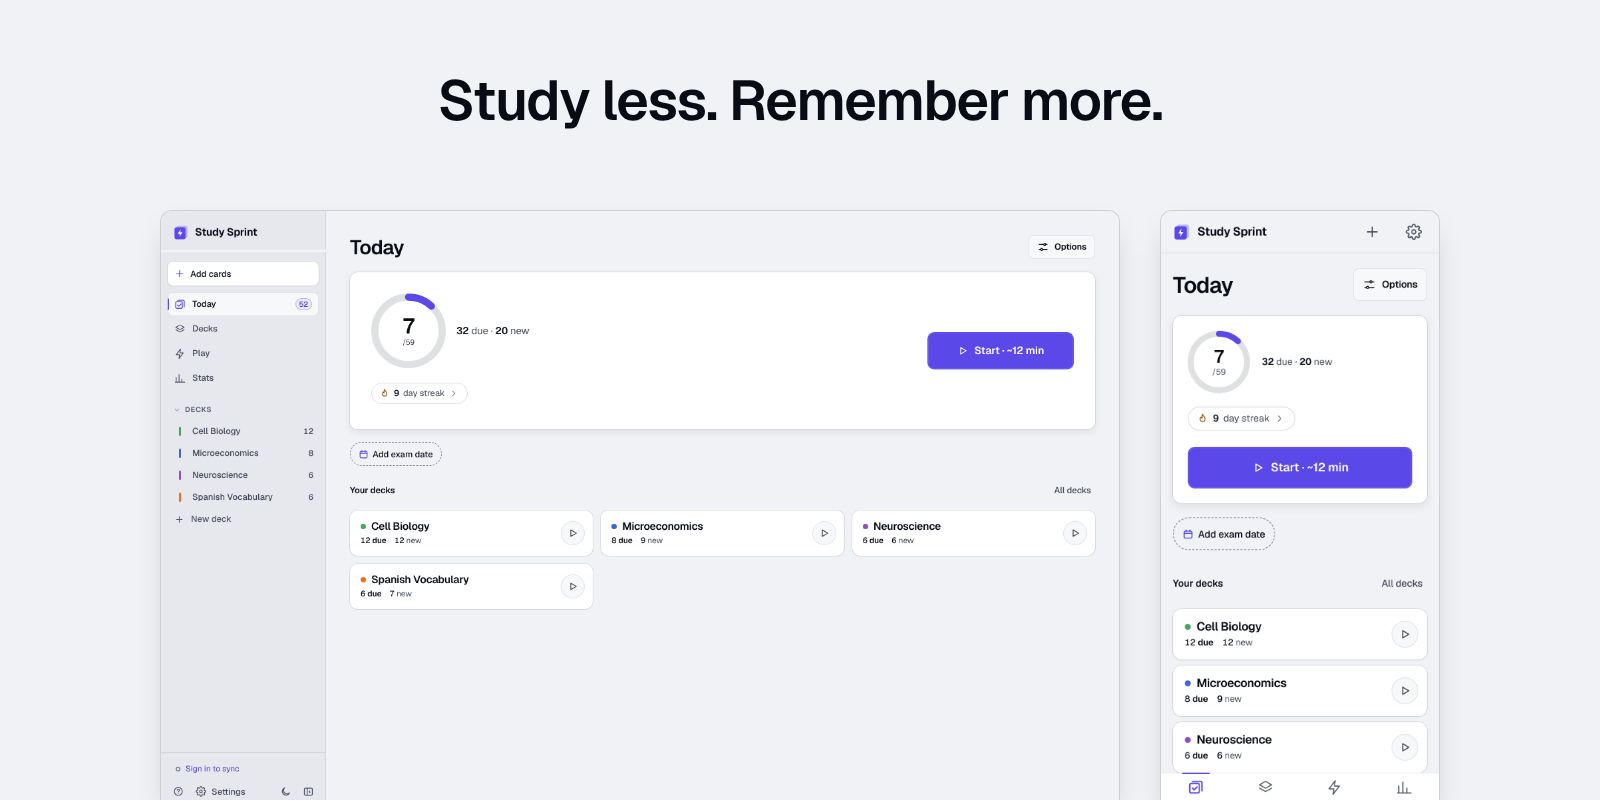 Study less. Remember more.
Study Sprint
Add cards
Today 52
Decks
Play
Stats
DECKS
Cell Biology 12
Microeconomics 8
Neuroscience 6
Spanish Vocabulary 6
New deck
Sign in to sync
Settings
Today
Options
7
/59
32 due · 20 new
Start · ~12 min
9 day streak
Add exam date
Your decks
All decks
Cell Biology
12 due 12 new
Microeconomics
8 due 9 new
Neuroscience
6 due 6 new
Spanish Vocabulary
6 due 7 new
Study Sprint
Today
Options
7
/59
32 due · 20 new
9 day streak
Start · ~12 min
Add exam date
Your decks
All decks
Cell Biology
12 due 12 new
Microeconomics
8 due 9 new
Neuroscience
6 due 6 new